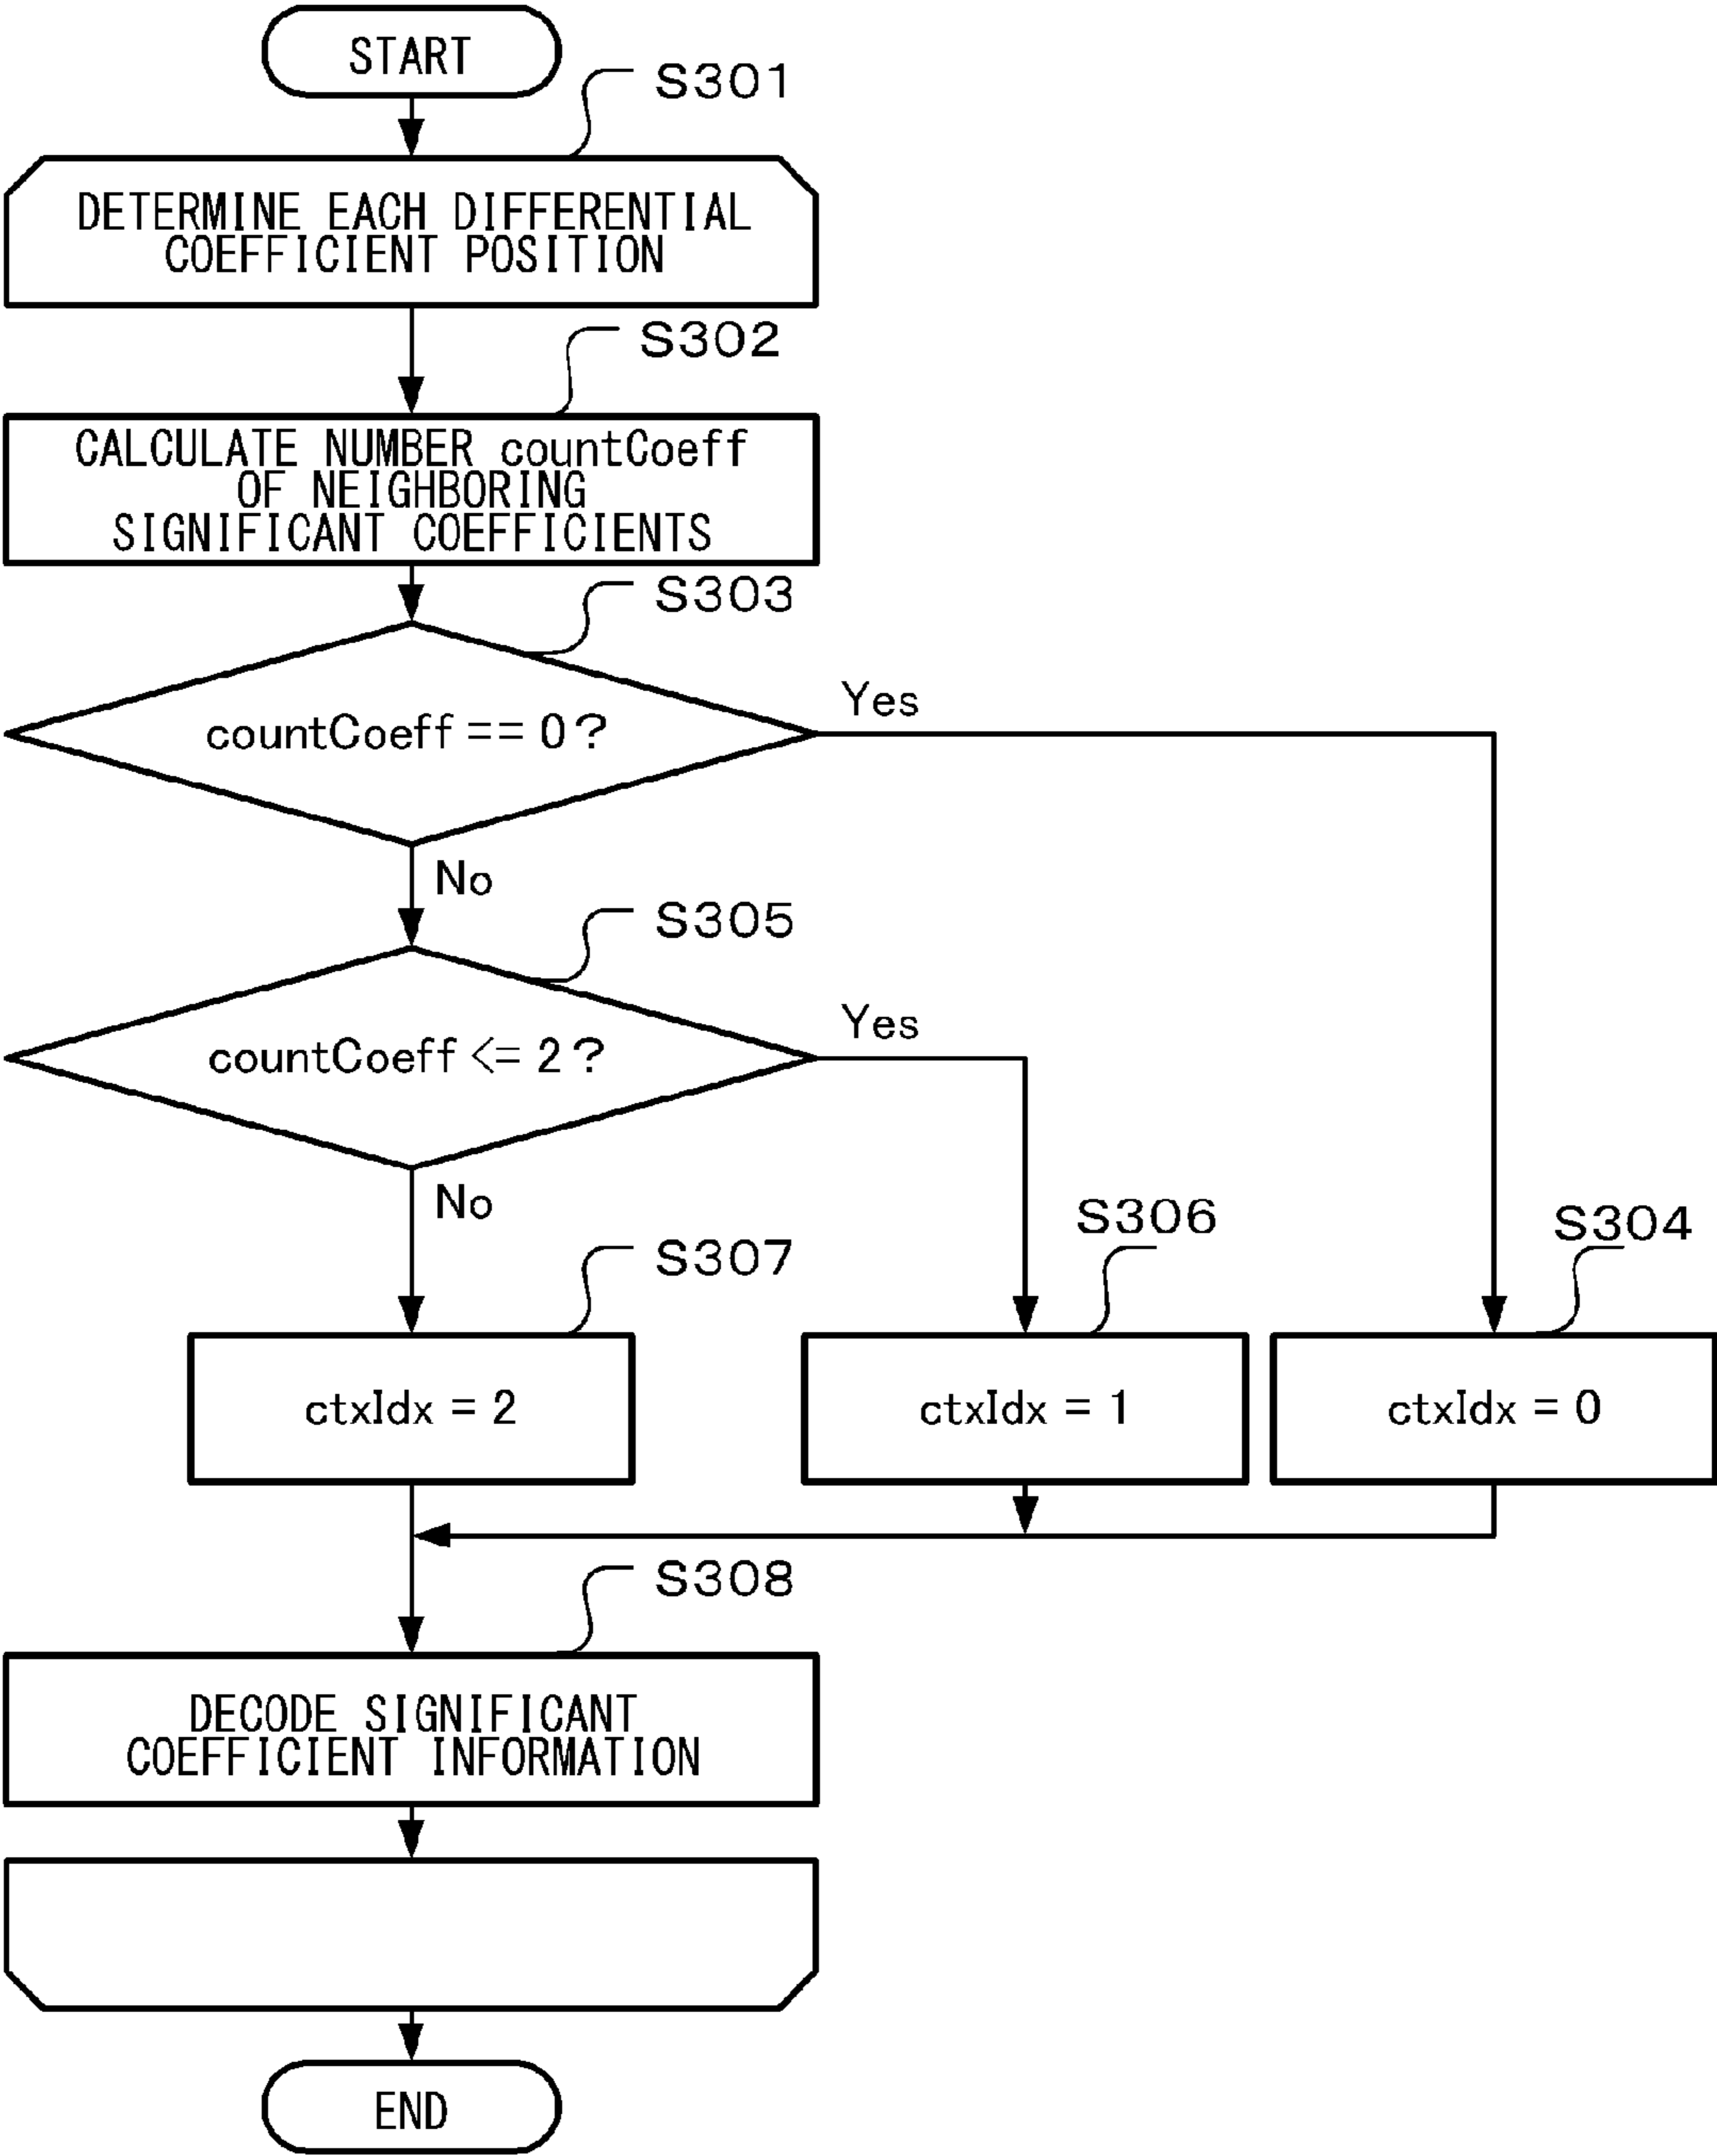 START
S301
DETERMINE EACH DIFFERENTIAL
COEFFICIENT POSITION
S302
CALCULATE NUMBER countCoeff
OF NEIGHBORING
SIGNIFICANT COEFFICIENTS
S303
countCoeff == 0?
Yes
No
S305
countCoeff <= 2?
Yes
No
S307
S306
S304
ctxIdx = 2
ctxIdx = 1
ctxIdx = 0
S308
DECODE SIGNIFICANT
COEFFICIENT INFORMATION
END